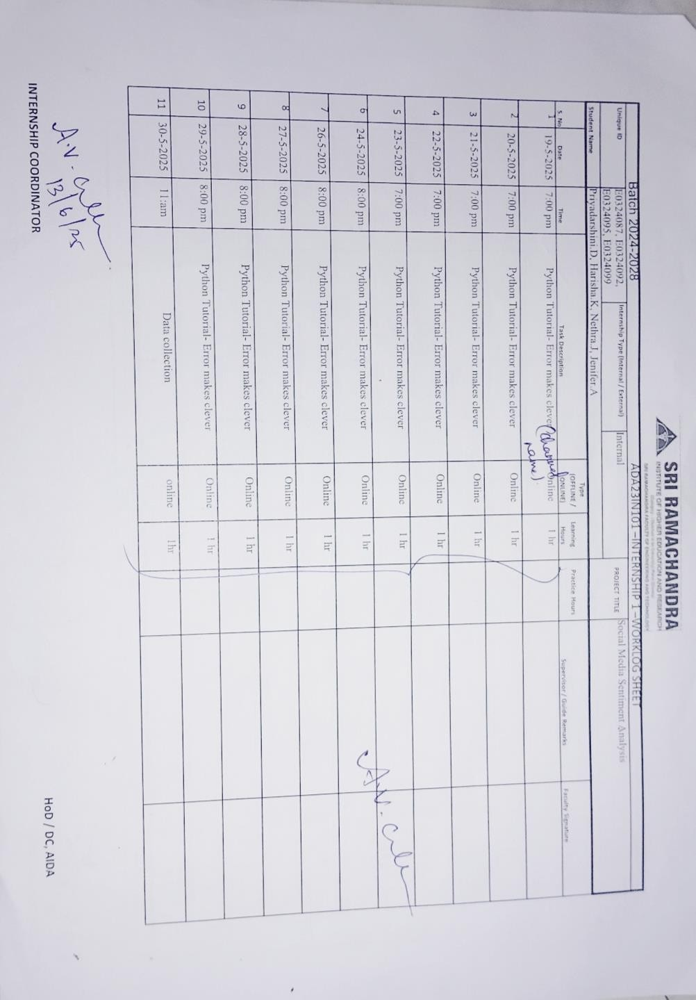 SRI RAMACHANDRA
INSTITUTE OF HIGHER EDUCATION AND RESEARCH
SRI RAMACHANDRA FACULTY OF ENGINEERING AND TECHNOLOGY
Batch 2024-2028 ADA23IN101 –INTERNSHIP 1 –WORKLOG SHEET
Unique ID E0324087, E0324092, E0324095, E0324099 Internship Type (Internal / External) Internal PROJECT TITLE Social Media Sentiment Analysis
Student Name Priyadarshini.D, Harisha.K, Nethra.J, Jenifer.A
S. No Date Time Task Description Type (OFFLINE / ONLINE) Learning Hours Practice Hours Supervisor / Guide Remarks Faculty Signature
1 19-5-2025 7:00 pm Python Tutorial- Error makes clever Online 1 hr
(channel name)
2 20-5-2025 7:00 pm Python Tutorial- Error makes clever Online 1 hr
3 21-5-2025 7:00 pm Python Tutorial- Error makes clever Online 1 hr
4 22-5-2025 7:00 pm Python Tutorial- Error makes clever Online 1 hr
5 23-5-2025 7:00 pm Python Tutorial- Error makes clever Online 1 hr
6 24-5-2025 8:00 pm Python Tutorial- Error makes clever Online 1 hr
7 26-5-2025 8:00 pm Python Tutorial- Error makes clever Online 1 hr
8 27-5-2025 8:00 pm Python Tutorial- Error makes clever Online 1 hr
9 28-5-2025 8:00 pm Python Tutorial- Error makes clever Online 1 hr
10 29-5-2025 8:00 pm Python Tutorial- Error makes clever Online 1 hr
11 30-5-2025 11:am Data collection online 1hr
A.V.
13/6/25
INTERNSHIP COORDINATOR HoD / DC, AIDA